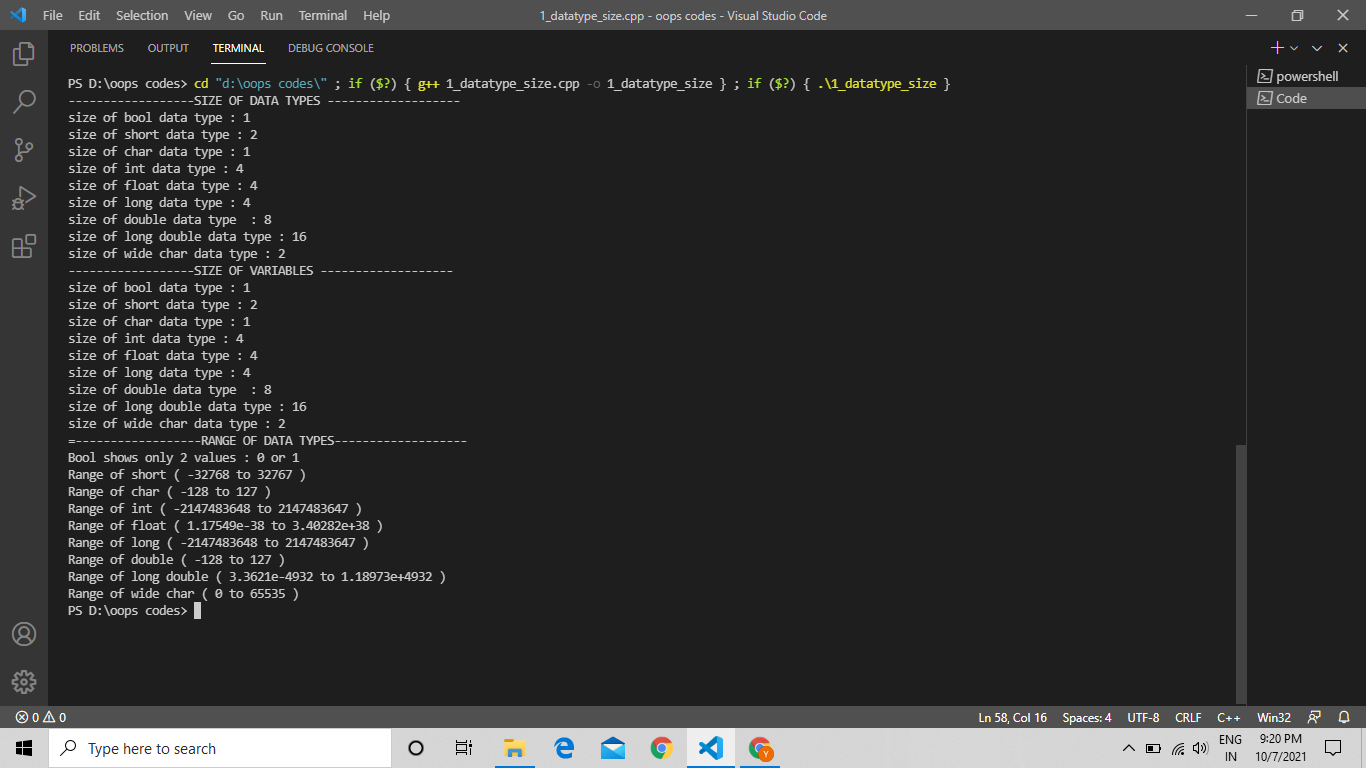 File Edit Selection View Go Run Terminal Help 1_datatype_size.cpp - oops codes - Visual Studio Code
PROBLEMS OUTPUT TERMINAL DEBUG CONSOLE
PS D:\oops codes> cd "d:\oops codes\" ; if ($?) { g++ 1_datatype_size.cpp -o 1_datatype_size } ; if ($?) { .\1_datatype_size }
------------------SIZE OF DATA TYPES -------------------
size of bool data type : 1
size of short data type : 2
size of char data type : 1
size of int data type : 4
size of float data type : 4
size of long data type : 4
size of double data type  : 8
size of long double data type : 16
size of wide char data type : 2
------------------SIZE OF VARIABLES -------------------
size of bool data type : 1
size of short data type : 2
size of char data type : 1
size of int data type : 4
size of float data type : 4
size of long data type : 4
size of double data type  : 8
size of long double data type : 16
size of wide char data type : 2
=------------------RANGE OF DATA TYPES-------------------
Bool shows only 2 values : 0 or 1
Range of short ( -32768 to 32767 )
Range of char ( -128 to 127 )
Range of int ( -2147483648 to 2147483647 )
Range of float ( 1.17549e-38 to 3.40282e+38 )
Range of long ( -2147483648 to 2147483647 )
Range of double ( -128 to 127 )
Range of long double ( 3.3621e-4932 to 1.18973e+4932 )
Range of wide char ( 0 to 65535 )
PS D:\oops codes>
powershell
Code
0 0 Ln 58, Col 16 Spaces: 4 UTF-8 CRLF C++ Win32
Type here to search
Y
ENG
IN
9:20 PM
10/7/2021